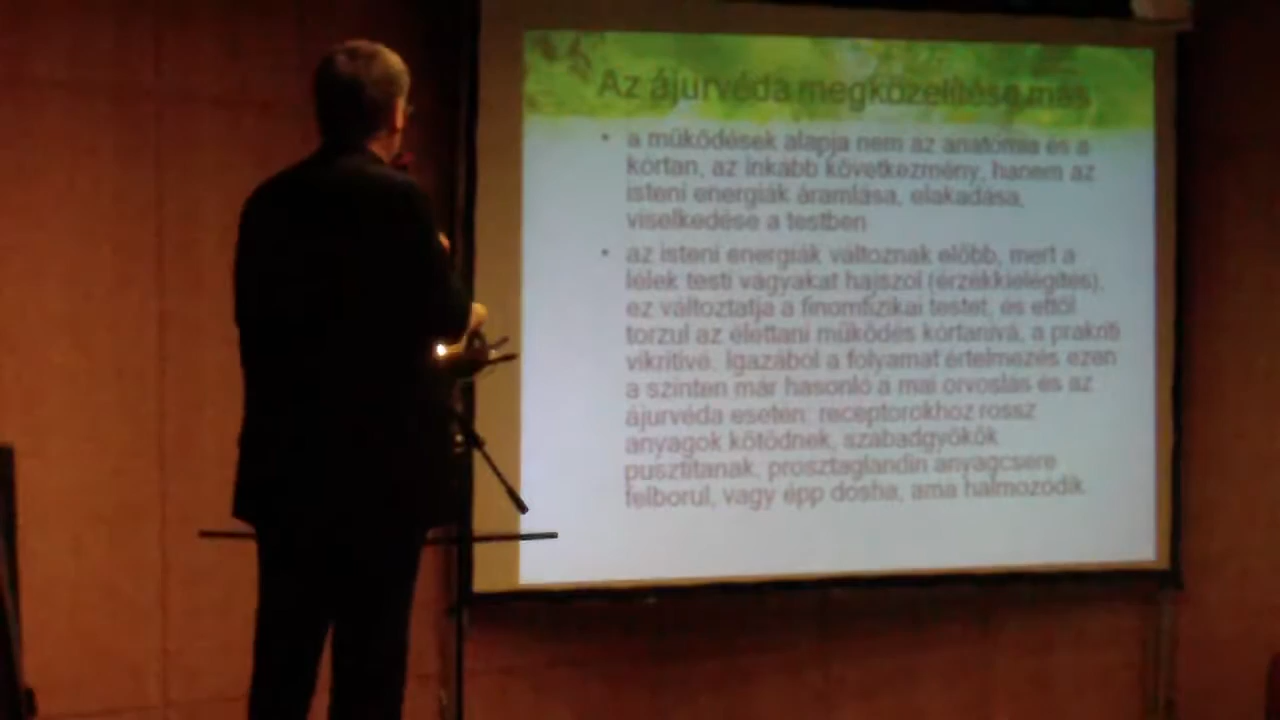 Az ájurvéda megközelítése más
• a működések alapja nem az anatómia és a
kórtan, az inkább következmény, hanem az
isteni energiák áramlása, elakadása,
viselkedése a testben
• az isteni energiák változnak előbb, mert a
lélek testi vágyakat hajszol (érzékkielégítés),
ez változtatja a finomfizikai testet, és ettől
torzul az élettani működés kórtanivá, a prakriti
vikritivé. Igazából a folyamat értelmezés ezen
a szinten már hasonló a mai orvoslás és az
ájurvéda esetén: receptorokhoz rossz
anyagok kötődnek, szabadgyökök
pusztítanak, prosztaglandin anyagcsere
felborul, vagy épp dosha, ama halmozódik